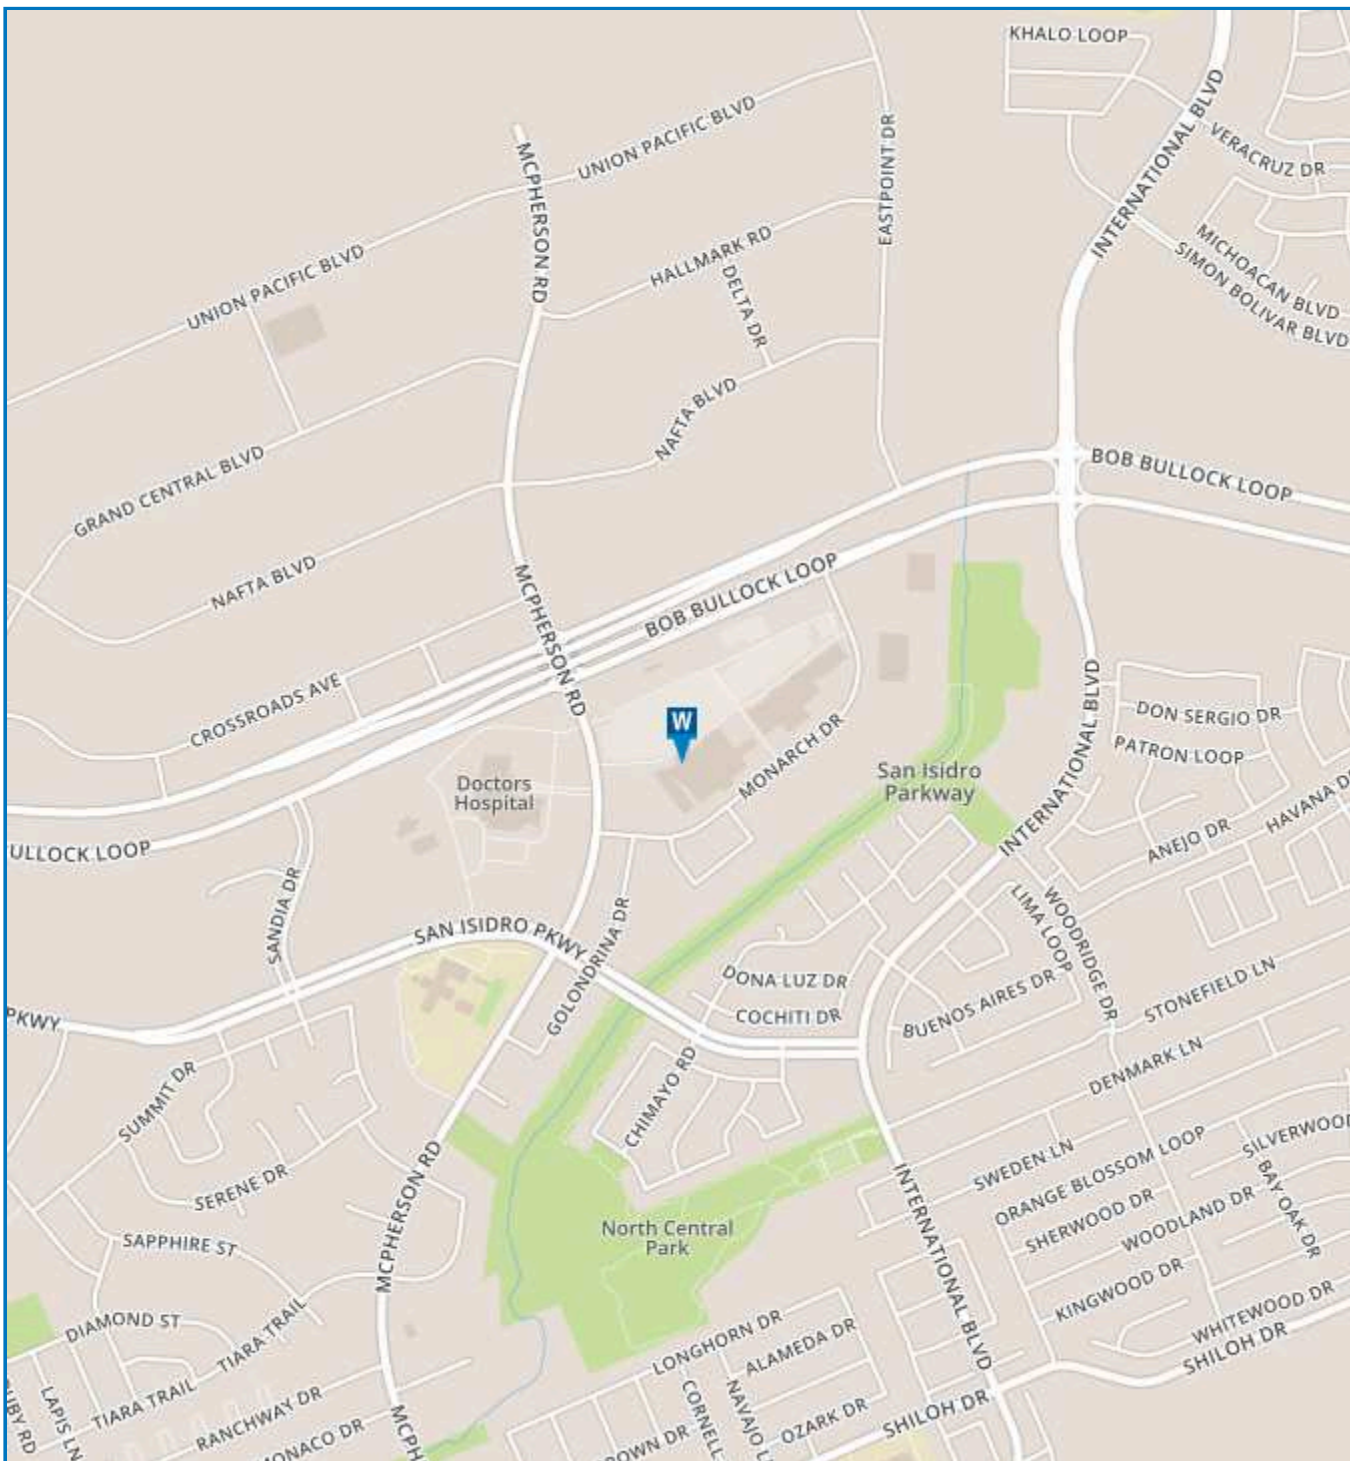 KHALO LOOP
UNION PACIFIC BLVD
EASTPOINT DR
INTERNATIONAL BLVD
VERACRUZ DR
MCPHERSON RD
HALLMARK RD
MICHOACAN BLVD
SIMON BOLIVAR BLVD
UNION PACIFIC BLVD
DELTA DR
NAFTA BLVD
GRAND CENTRAL BLVD
BOB BULLOCK LOOP
NAFTA BLVD
BOB BULLOCK LOOP
MCPHERSON RD
CROSSROADS AVE
W
MONARCH DR
INTERNATIONAL BLVD
DON SERGIO DR
PATRON LOOP
San Isidro
Parkway
Doctors
Hospital
HAVANA D
ANEJO DR
ULLOCK LOOP
SANDIA DR
GOLONDRINA DR
SAN ISIDRO PKWY
LIMA LOOP
WOODRIDGE DR
DONA LUZ DR
COCHITI DR
BUENOS AIRES DR
STONEFIELD LN
PKWY
SUMMIT DR
CHIMAYO RD
DENMARK LN
SWEDEN LN
ORANGE BLOSSOM LOOP
SILVERWOOD
SERENE DR
MCPHERSON RD
INTERNATIONAL BLVD
SHERWOOD DR
WOODLAND DR
BAY OAK DR
SAPPHIRE ST
North Central
Park
KINGWOOD DR
WHITEWOOD DR
SHILOH DR
DIAMOND ST
TIARA TRAIL
LONGHORN DR
ALAMEDA DR
UBY RD
LAPIS LN
TIARA TRAIL
RANCHWAY DR
MONACO DR
MCPH
CORNELL
NAVAJO L
OZARK DR
SHILOH DR
OWN DR